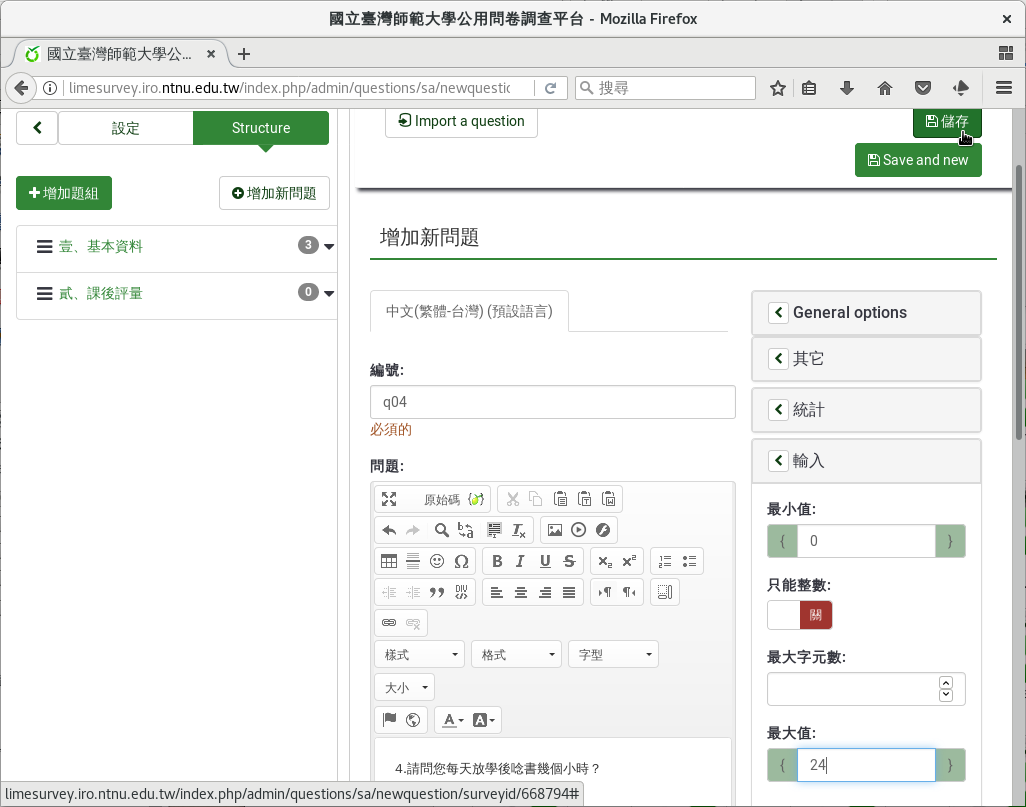 國立臺灣師範大學公用問卷調查平台 - Mozilla Firefox
國立臺灣師範大學公...
limesurvey.iro.ntnu.edu.tw/index.php/admin/questions/sa/newquestic
搜尋
設定
Structure
Import a question
儲存
Save and new
增加題組
增加新問題
壹、基本資料
3
貳、課後評量
0
增加新問題
中文(繁體-台灣) (預設語言)
編號:
q04
必須的
問題:
原始碼
樣式
格式
字型
大小
4.請問您每天放學後唸書幾個小時？
General options
其它
統計
輸入
最小值:
{ 0 }
只能整數:
關
最大字元數:
最大值:
{ 24 }
limesurvey.iro.ntnu.edu.tw/index.php/admin/questions/sa/newquestion/surveyid/668794#